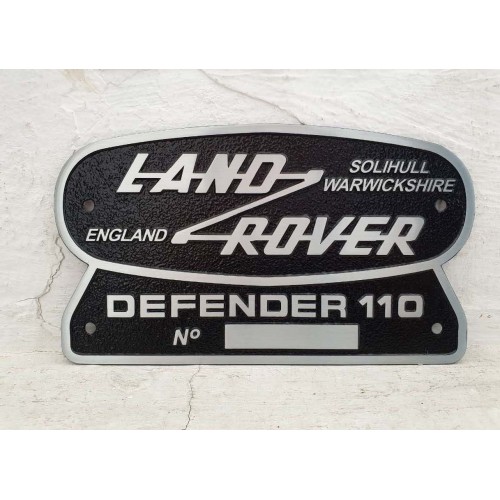 LAND
ROVER
SOLIHULL
WARWICKSHIRE
ENGLAND
DEFENDER 110
Nº